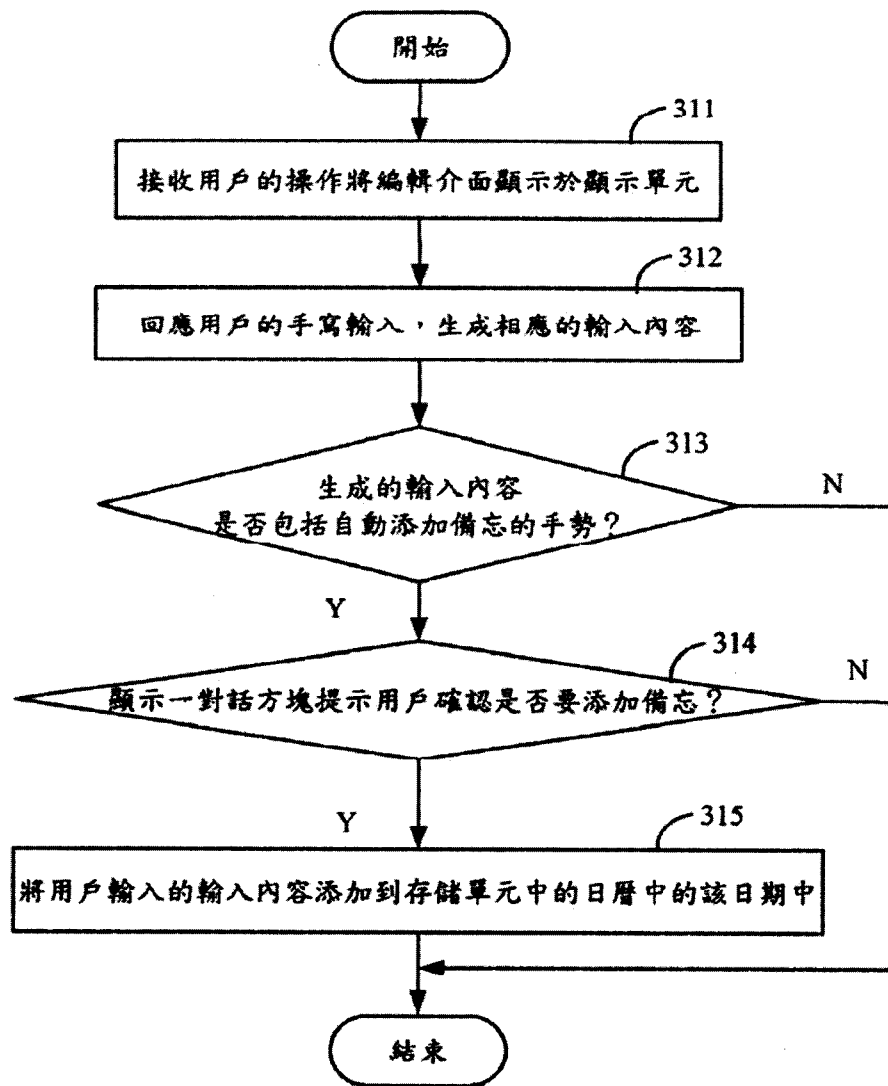 開始
311
接收用戶的操作將編輯介面顯示於顯示單元
312
回應用戶的手寫輸入，生成相應的輸入內容
313
生成的輸入內容
是否包括自動添加備忘的手勢？
N
Y
314
顯示一對話方塊提示用戶確認是否要添加備忘？
N
Y
315
將用戶輸入的輸入內容添加到存儲單元中的日曆中的該日期中
結束